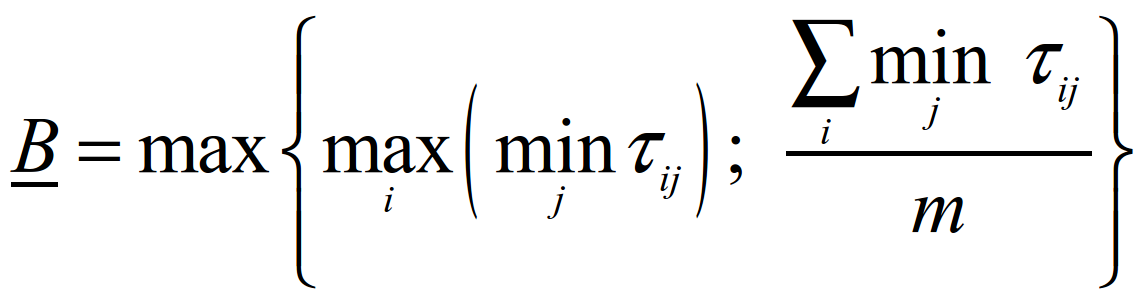 B = max { max_i ( min_j τ_ij ) ; ∑_i min_j τ_ij / m }